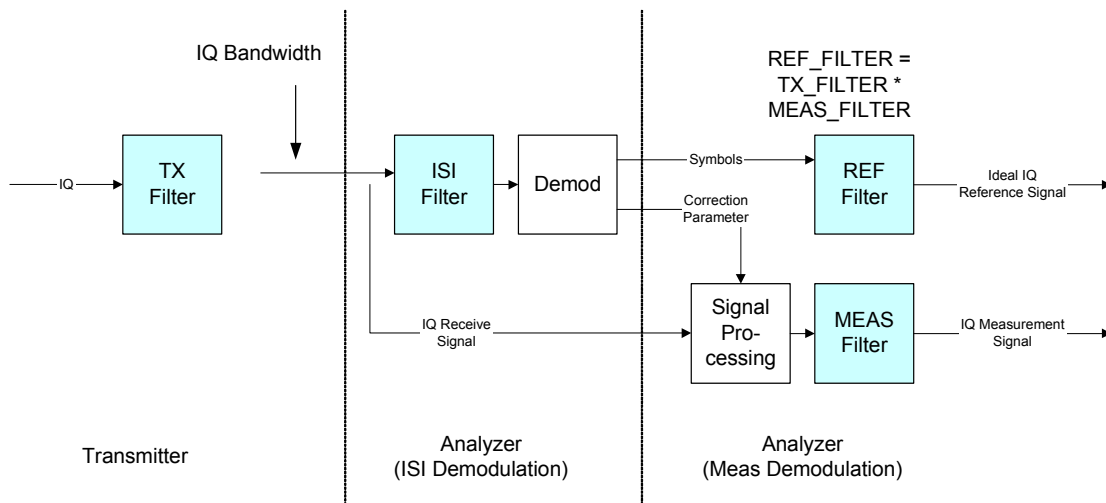 IQ Bandwidth
REF_FILTER =
TX_FILTER *
MEAS_FILTER
IQ
TX
Filter
ISI
Filter
Demod
Symbols
REF
Filter
Ideal IQ
Reference Signal
Correction
Parameter
IQ Receive
Signal
Signal
Pro-
cessing
MEAS
Filter
IQ Measurement
Signal
Transmitter
Analyzer
(ISI Demodulation)
Analyzer
(Meas Demodulation)